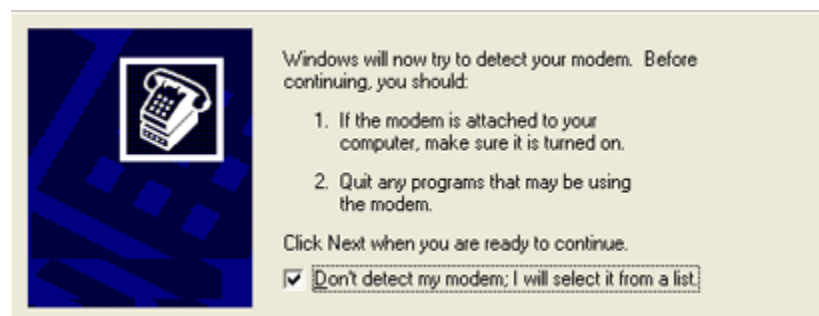 Windows will now try to detect your modem. Before
continuing, you should:
1. If the modem is attached to your
computer, make sure it is turned on.
2. Quit any programs that may be using
the modem.
Click Next when you are ready to continue.
Don't detect my modem; I will select it from a list.